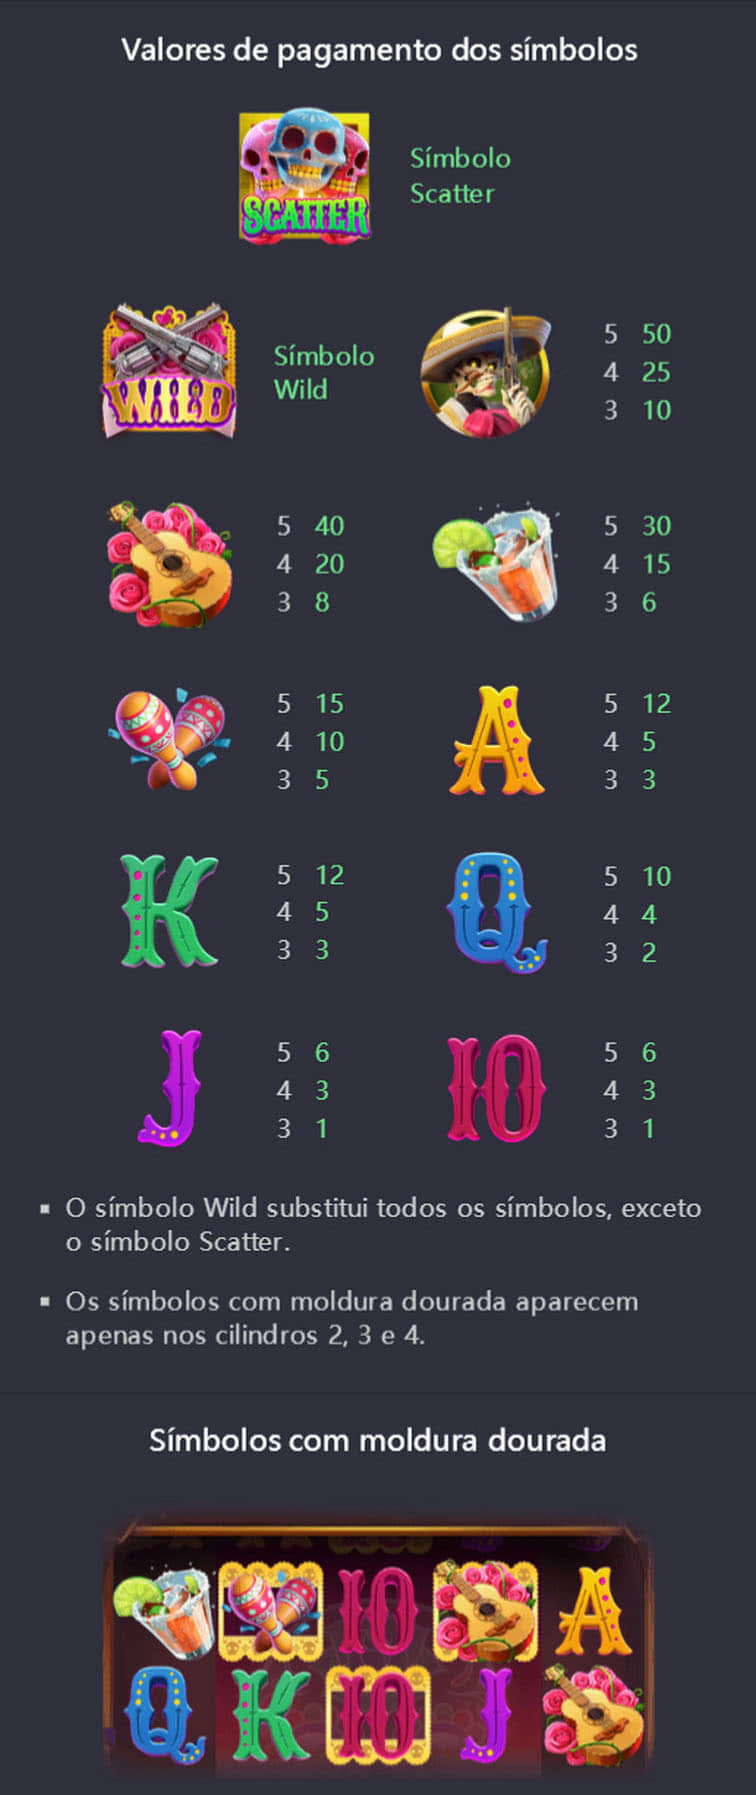 Valores de pagamento dos símbolos
SCATTER
Símbolo
Scatter
WILD
Símbolo
Wild
5 50
4 25
3 10
5 40
4 20
3 8
5 30
4 15
3 6
5 15
4 10
3 5
A
5 12
4 5
3 3
K
5 12
4 5
3 3
Q
5 10
4 4
3 2
J
5 6
4 3
3 1
10
5 6
4 3
3 1
▪ O símbolo Wild substitui todos os símbolos, exceto
o símbolo Scatter.
▪ Os símbolos com moldura dourada aparecem
apenas nos cilindros 2, 3 e 4.
Símbolos com moldura dourada
10 A
Q K 10 J